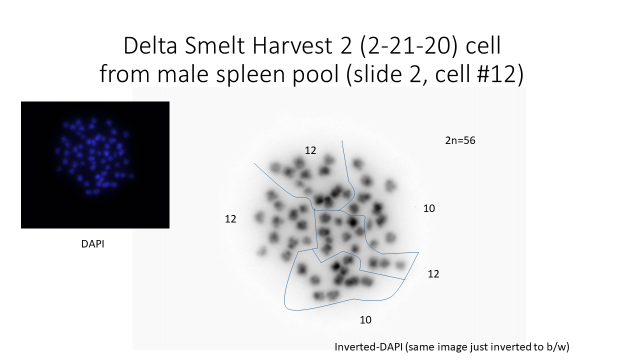 Delta Smelt Harvest 2 (2-21-20) cell
from male spleen pool (slide 2, cell #12)
2n=56
12
12
10
12
10
DAPI
Inverted-DAPI (same image just inverted to b/w)